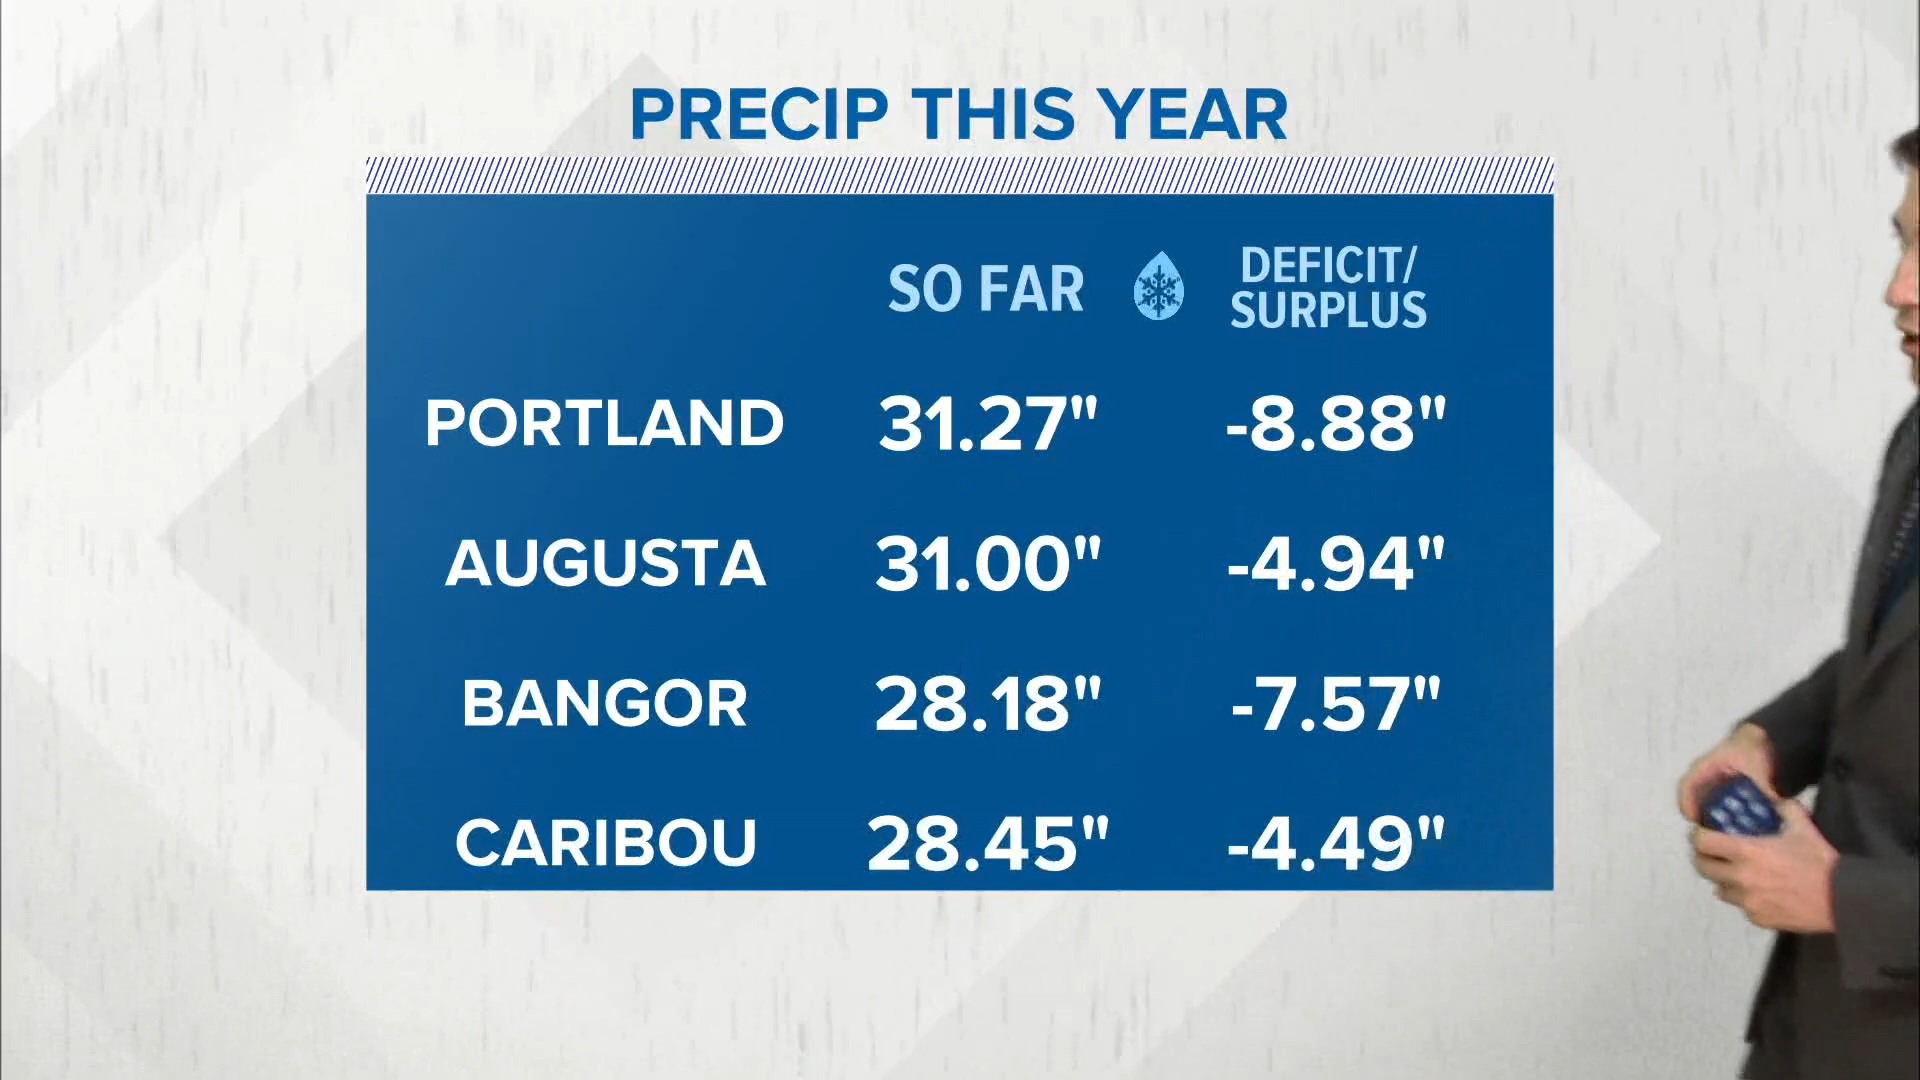 PRECIP THIS YEAR
SO FAR DEFICIT/
SURPLUS
PORTLAND 31.27" -8.88"
AUGUSTA 31.00" -4.94"
BANGOR 28.18" -7.57"
CARIBOU 28.45" -4.49"